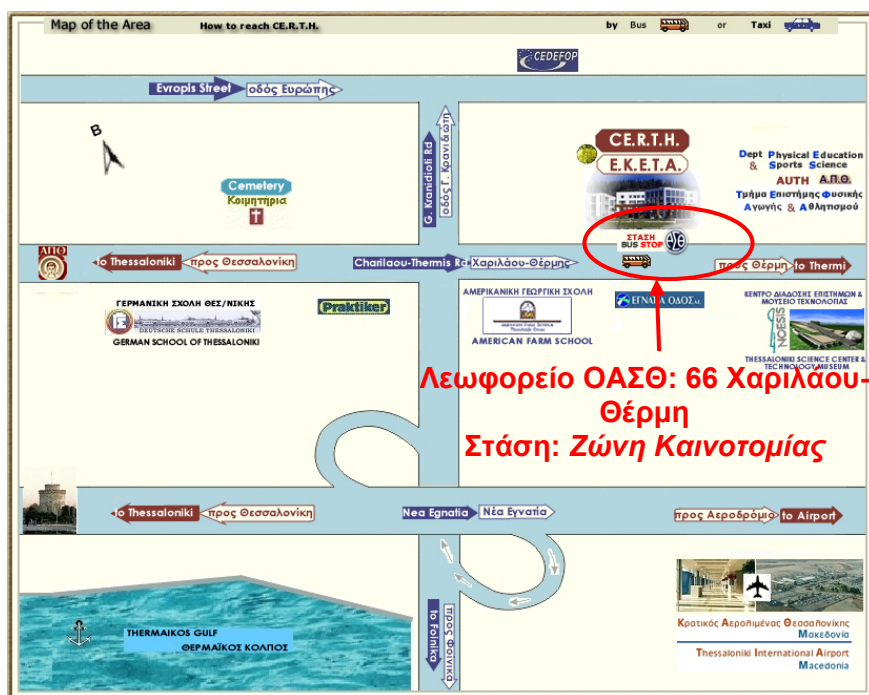 Map of the Area How to reach CE.R.T.H. by Bus or Taxi
CEDEFOP
Evropis Street οδός Ευρώπης
G. Kranidioti Rd
οδός Γ. Κρανιδιώτη
B
Cemetery
Κοιμητήρια
CE.R.T.H.
Ε.Κ.Ε.Τ.Α.
Dept Physical Education
& Sports Science
AUTH Α.Π.Θ.
Τμήμα Επιστήμης Φυσικής
Αγωγής & Αθλητισμού
ΣΤΑΣΗ
BUS STOP
ΑΠΘ
to Thessaloniki προς Θεσσαλονίκη
Charilaou-Thermis Rd Χαριλάου-Θέρμης
προς Θέρμη to Thermi
ΓΕΡΜΑΝΙΚΗ ΣΧΟΛΗ ΘΕΣ/ΝΙΚΗΣ
DEUTSCHE SCHULE THESSALONIKI
GERMAN SCHOOL OF THESSALONIKI
Praktiker
ΑΜΕΡΙΚΑΝΙΚΗ ΓΕΩΡΓΙΚΗ ΣΧΟΛΗ
AMERICAN FARM SCHOOL
ΕΓΝΑΤΙΑ ΟΔΟΣ
ΚΕΝΤΡΟ ΔΙΑΔΟΣΗΣ ΕΠΙΣΤΗΜΩΝ &
ΜΟΥΣΕΙΟ ΤΕΧΝΟΛΟΓΙΑΣ
NOESIS
THESSALONIKI SCIENCE CENTER &
TECHNOLOGY MUSEUM
Λεωφορείο ΟΑΣΘ: 66 Χαριλάου-
Θέρμη
Στάση: Ζώνη Καινοτομίας
to Thessaloniki προς Θεσσαλονίκη
Nea Egnatia Νέα Εγνατία
προς Αεροδρόμιο to Airport
to Foinika
προς Φοίνικα
THERMAIKOS GULF
ΘΕΡΜΑΪΚΟΣ ΚΟΛΠΟΣ
Κρατικός Αερολιμένας Θεσσαλονίκης
Μακεδονία
Thessaloniki International Airport
Macedonia